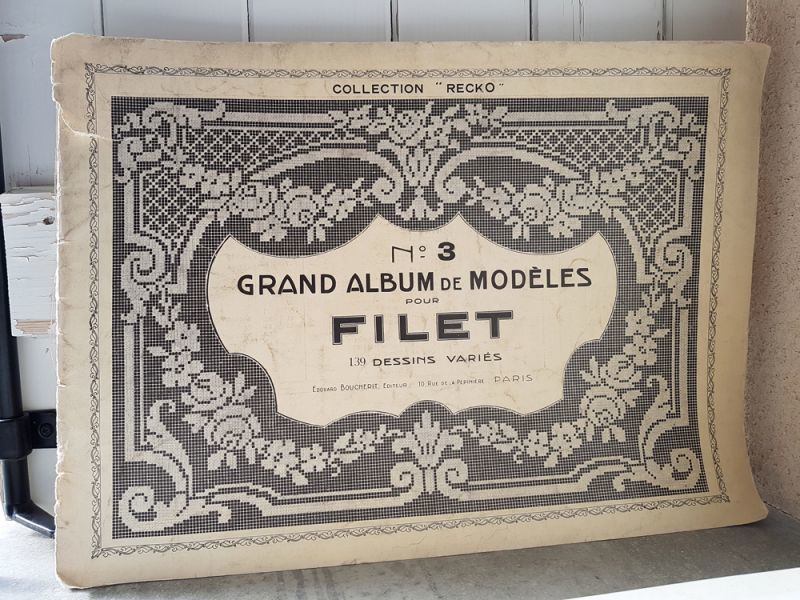 COLLECTION "RECKO"
Nº 3
GRAND ALBUM DE MODÈLES
POUR
FILET
139 DESSINS VARIÉS
EDOUARD BOUCHERIT, EDITEUR, 10, RUE DE LA PEPINIÈRE, PARIS